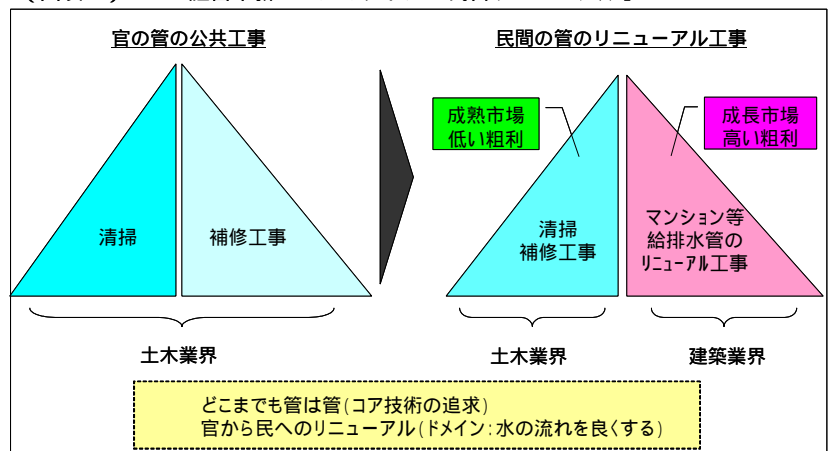 官の管の公共工事
民間の管のリニューアル工事
成熟市場
低い粗利
成長市場
高い粗利
清掃
補修工事
清掃
補修工事
マンション等
給排水管の
リニューアル工事
土木業界
土木業界
建築業界
どこまでも管は管(コア技術の追求)
官から民へのリニューアル(ドメイン:水の流れを良くする)